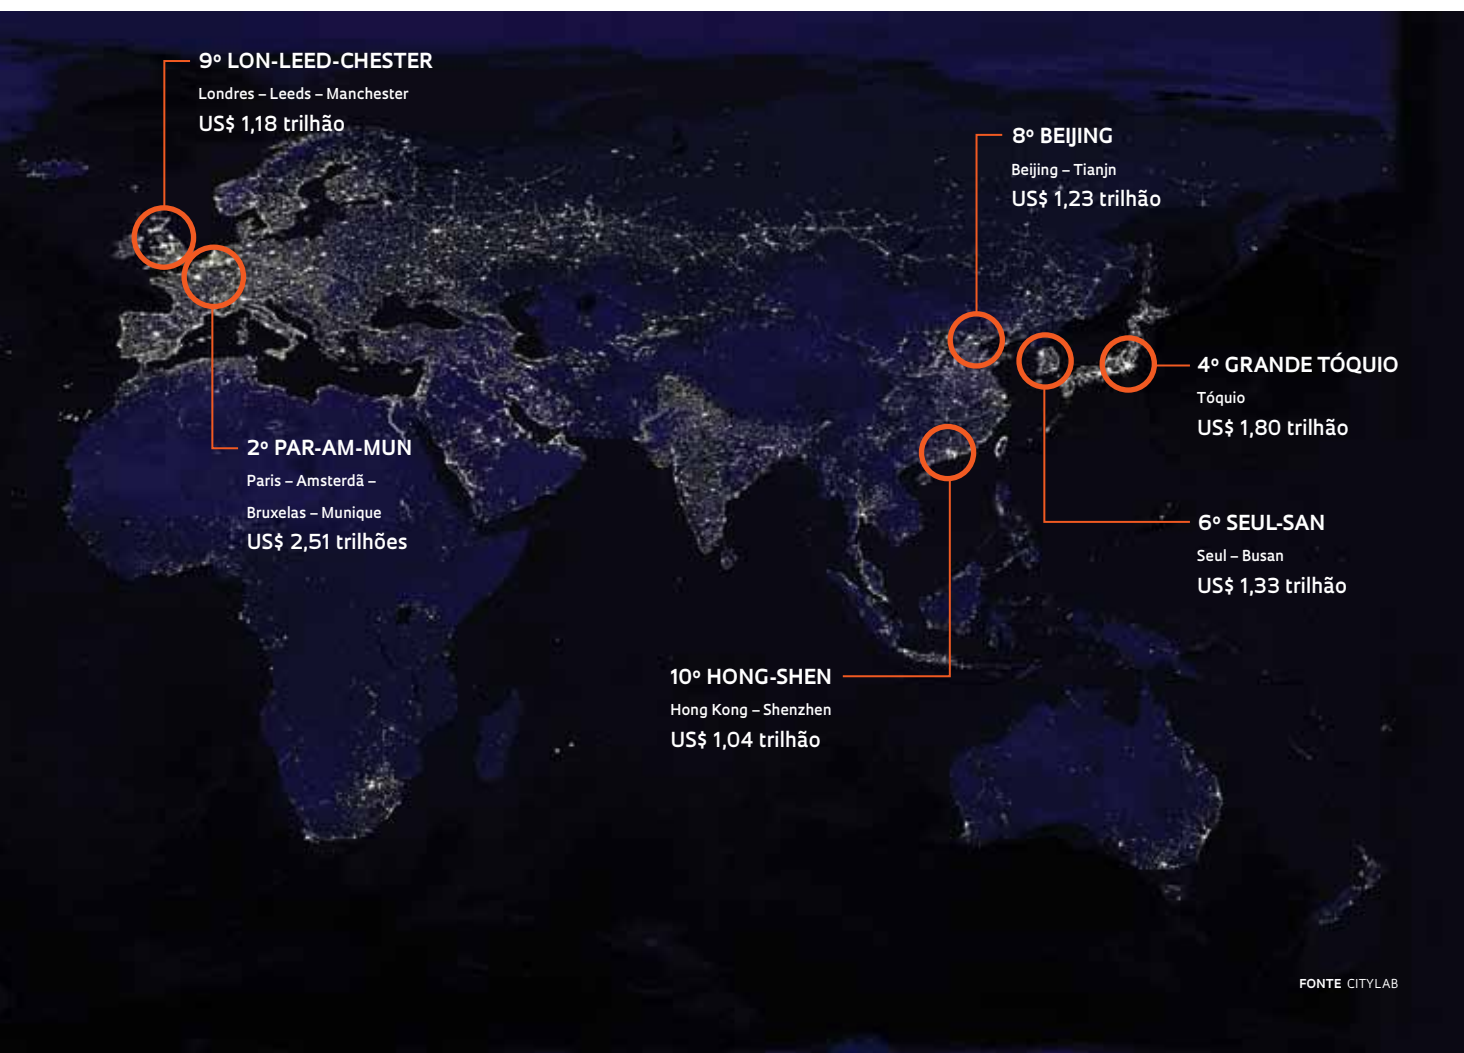 9º LON-LEED-CHESTER
Londres – Leeds – Manchester
US$ 1,18 trilhão
8º BEIJING
Beijing – Tianjn
US$ 1,23 trilhão
4º GRANDE TÓQUIO
Tóquio
US$ 1,80 trilhão
2º PAR-AM-MUN
Paris – Amsterdã –
Bruxelas – Munique
US$ 2,51 trilhões
6º SEUL-SAN
Seul – Busan
US$ 1,33 trilhão
10º HONG-SHEN
Hong Kong – Shenzhen
US$ 1,04 trilhão
FONTE CITYLAB